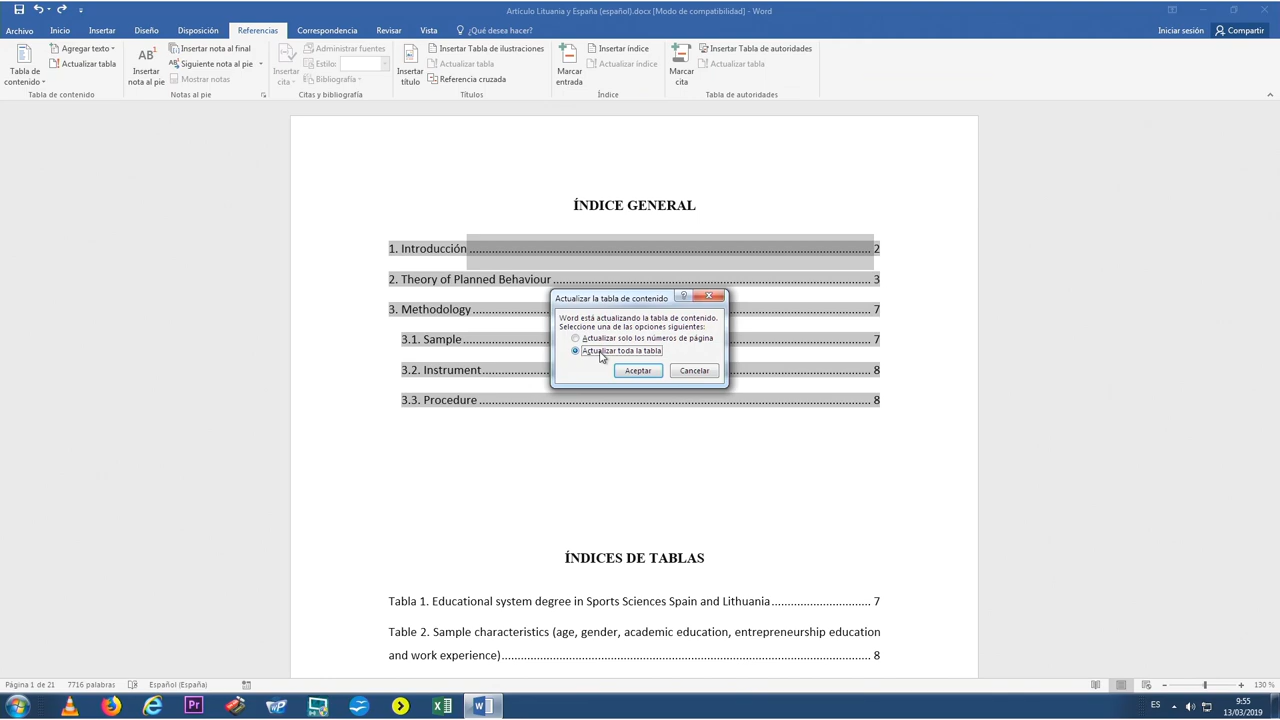 Artículo Lituania y España (español).docx [Modo de compatibilidad] - Word
Archivo Inicio Insertar Diseño Disposición Referencias Correspondencia Revisar Vista ¿Qué desea hacer? Iniciar sesión Compartir
Tabla de contenido
Agregar texto
Actualizar tabla
Tabla de contenido
AB¹
Insertar nota al pie
Insertar nota al final
Siguiente nota al pie
Mostrar notas
Notas al pie
Insertar cita
Administrar fuentes
Estilo:
Bibliografía
Citas y bibliografía
Insertar título
Insertar Tabla de ilustraciones
Actualizar tabla
Referencia cruzada
Títulos
Marcar entrada
Insertar índice
Actualizar índice
Índice
Marcar cita
Insertar Tabla de autoridades
Actualizar tabla
Tabla de autoridades
ÍNDICE GENERAL
1. Introducción 2
2. Theory of Planned Behaviour 3
3. Methodology 7
3.1. Sample 7
3.2. Instrument 8
3.3. Procedure 8
Actualizar la tabla de contenido
Word está actualizando la tabla de contenido.
Seleccione una de las opciones siguientes:
Actualizar solo los números de página
Actualizar toda la tabla
Aceptar Cancelar
ÍNDICES DE TABLAS
Tabla 1. Educational system degree in Sports Sciences Spain and Lithuania 7
Table 2. Sample characteristics (age, gender, academic education, entrepreneurship education
and work experience) 8
Página 1 de 21 7716 palabras Español (España) 130 %
Pr
ES
9:55
13/03/2019